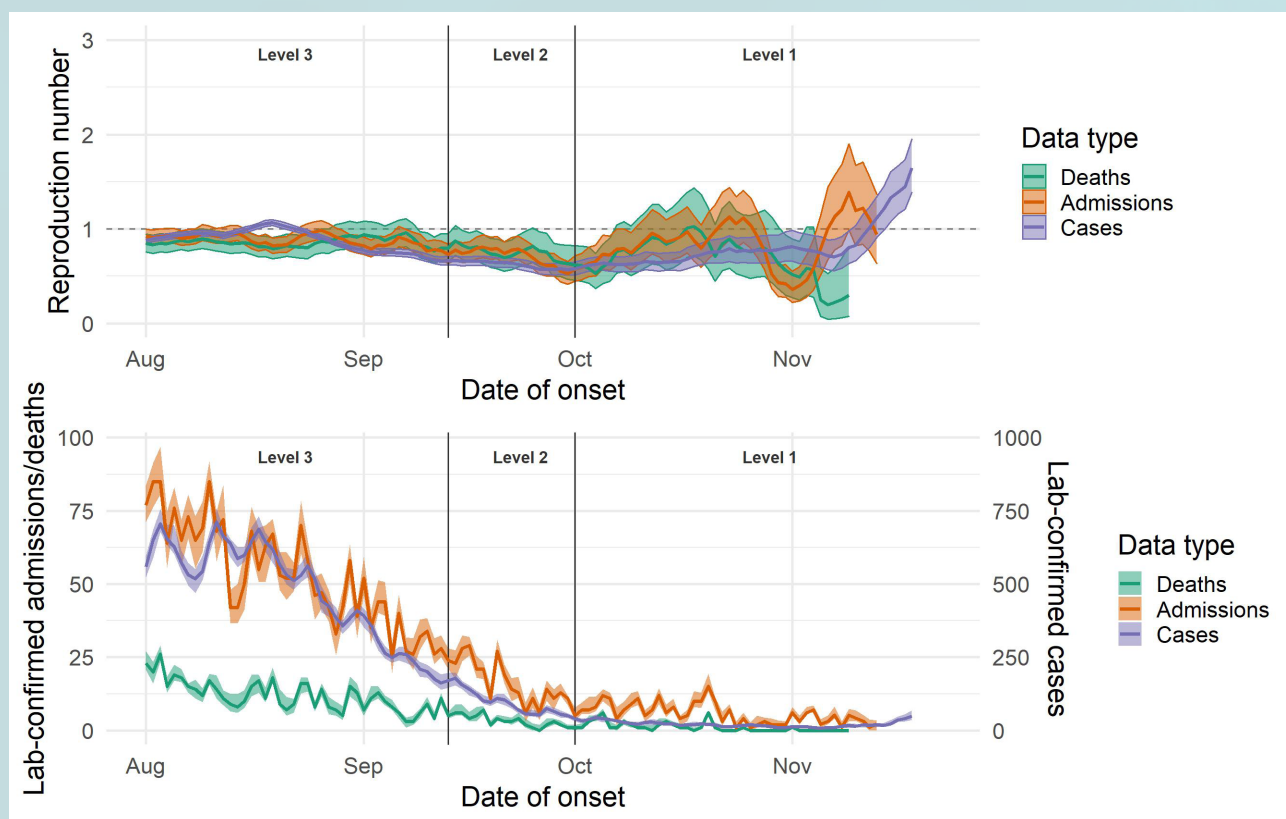 Reproduction number
3
2
1
0
Level 3
Level 2
Level 1
Aug
Sep
Oct
Nov
Date of onset
Data type
Deaths
Admissions
Cases
Lab-confirmed admissions/deaths
100
75
50
25
0
Level 3
Level 2
Level 1
1000
750
500
250
0
Lab-confirmed cases
Aug
Sep
Oct
Nov
Date of onset
Data type
Deaths
Admissions
Cases